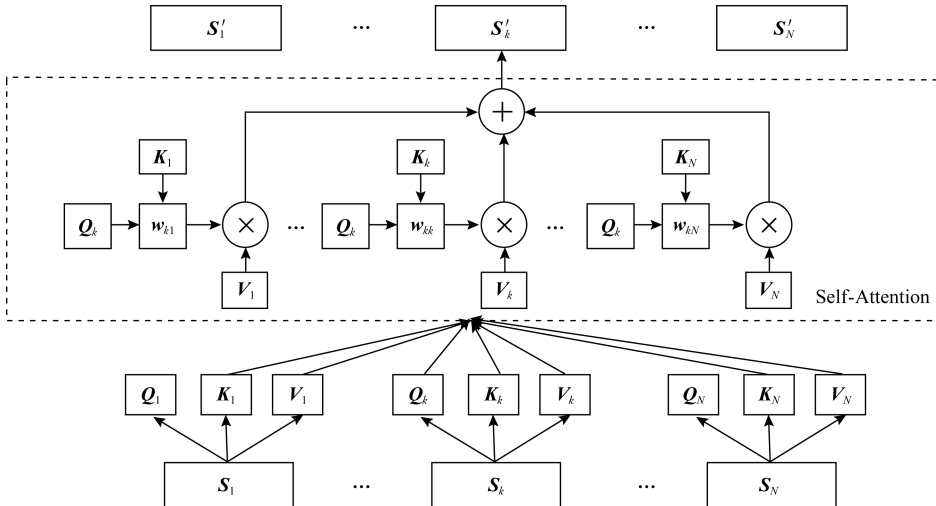 S′1 ... S′k ... S′N
+
K1 Kk KN
Qk wk1 × ... Qk wkk × ... Qk wkN ×
V1 Vk VN
Self-Attention
Q1 K1 V1 Qk Kk Vk QN KN VN
S1 ... Sk ... SN